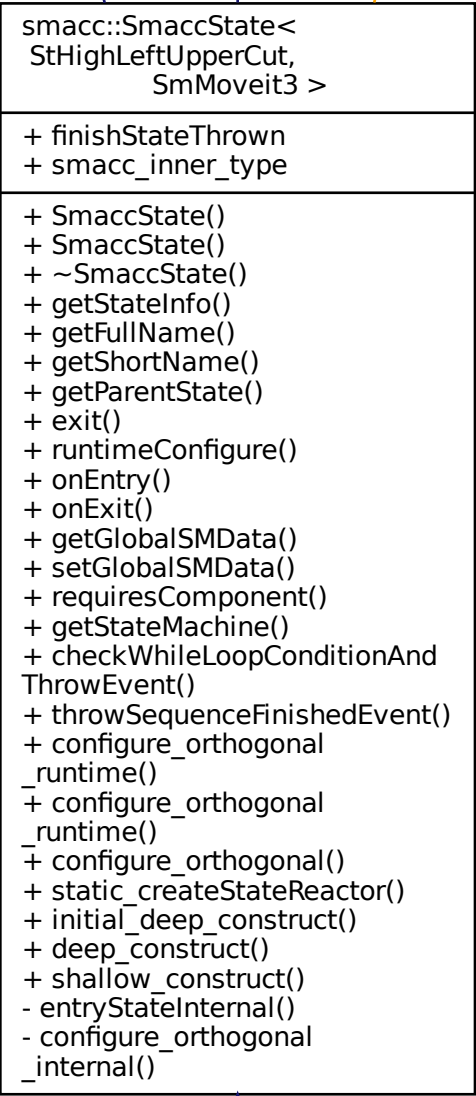 smacc::SmaccState<
StHighLeftUpperCut,
SmMoveit3 >
+ finishStateThrown
+ smacc_inner_type
+ SmaccState()
+ SmaccState()
+ ~SmaccState()
+ getStateInfo()
+ getFullName()
+ getShortName()
+ getParentState()
+ exit()
+ runtimeConfigure()
+ onEntry()
+ onExit()
+ getGlobalSMData()
+ setGlobalSMData()
+ requiresComponent()
+ getStateMachine()
+ checkWhileLoopConditionAnd
ThrowEvent()
+ throwSequenceFinishedEvent()
+ configure_orthogonal
_runtime()
+ configure_orthogonal
_runtime()
+ configure_orthogonal()
+ static_createStateReactor()
+ initial_deep_construct()
+ deep_construct()
+ shallow_construct()
- entryStateInternal()
- configure_orthogonal
_internal()